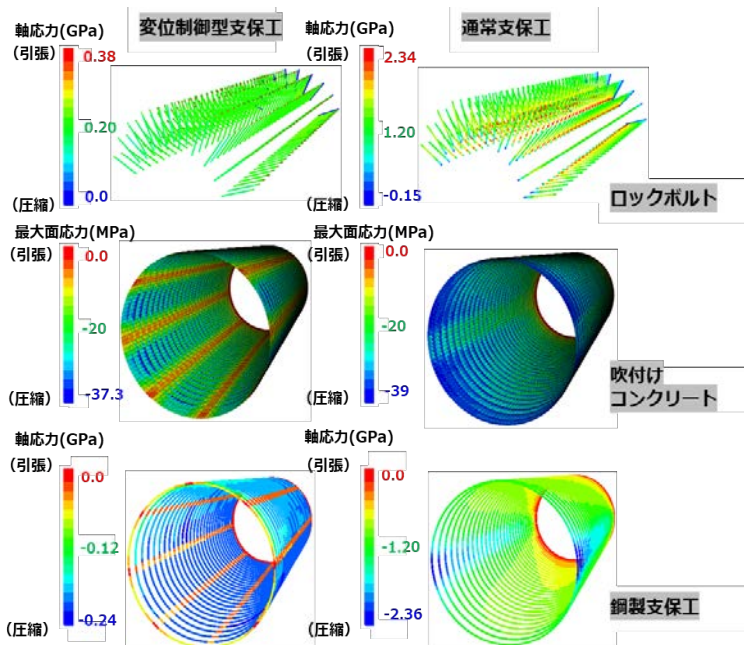 変位制御型支保工
通常支保工
軸応力(GPa)
(引張)
0.38
0.20
0.0
(圧縮)
軸応力(GPa)
(引張)
2.34
1.20
-0.15
(圧縮)
ロックボルト
最大面応力(MPa)
(引張)
0.0
-20
-37.3
(圧縮)
最大面応力(MPa)
(引張)
0.0
-20
-39
(圧縮)
吹付け
コンクリート
軸応力(GPa)
(引張)
0.0
-0.12
-0.24
(圧縮)
軸応力(GPa)
(引張)
0.0
-1.20
-2.36
(圧縮)
鋼製支保工